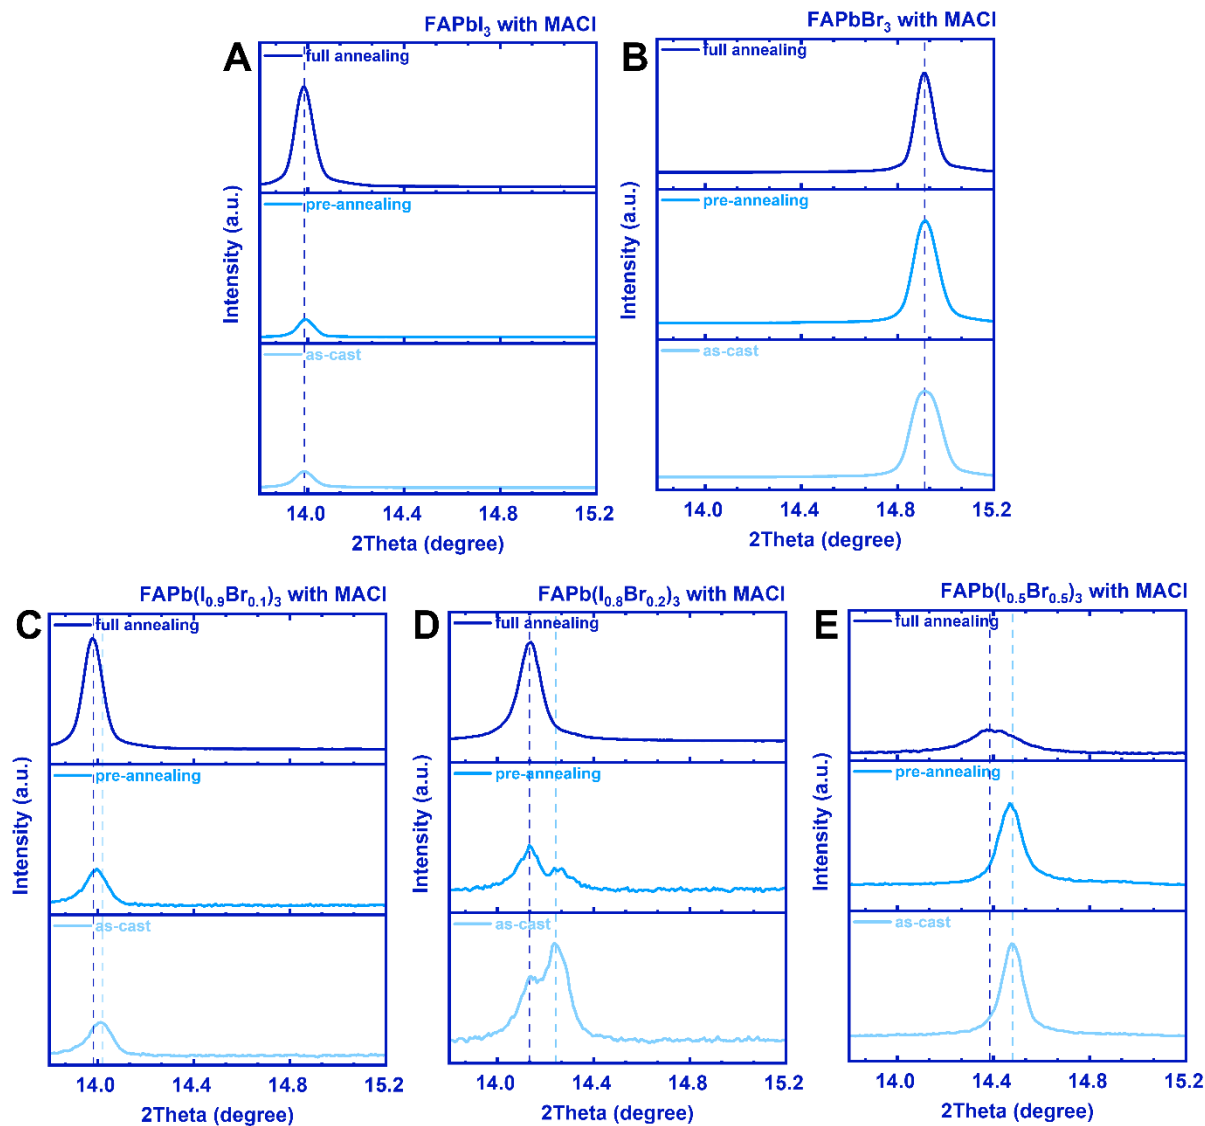 A
FAPbI₃ with MACl
full annealing
pre-annealing
as-cast
Intensity (a.u.)
14.0 14.4 14.8 15.2
2Theta (degree)
B
FAPbBr₃ with MACl
full annealing
pre-annealing
as-cast
Intensity (a.u.)
14.0 14.4 14.8 15.2
2Theta (degree)
C
FAPb(I₀.₉Br₀.₁)₃ with MACl
full annealing
pre-annealing
as-cast
Intensity (a.u.)
14.0 14.4 14.8 15.2
2Theta (degree)
D
FAPb(I₀.₈Br₀.₂)₃ with MACl
full annealing
pre-annealing
as-cast
Intensity (a.u.)
14.0 14.4 14.8 15.2
2Theta (degree)
E
FAPb(I₀.₅Br₀.₅)₃ with MACl
full annealing
pre-annealing
as-cast
Intensity (a.u.)
14.0 14.4 14.8 15.2
2Theta (degree)